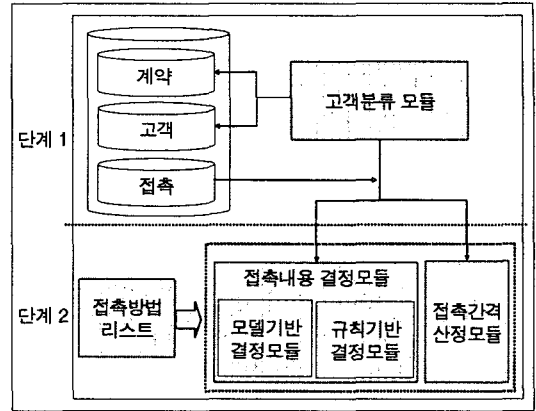 계약
고객
접촉
고객분류 모듈
단계 1
단계 2
접촉방법
리스트
접촉내용 결정모듈
모델기반
결정모듈
규칙기반
결정모듈
접촉간격
산정모듈